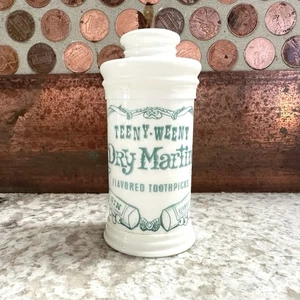 TEENY-WEENY
Dry Martini
FLAVORED TOOTHPICKS